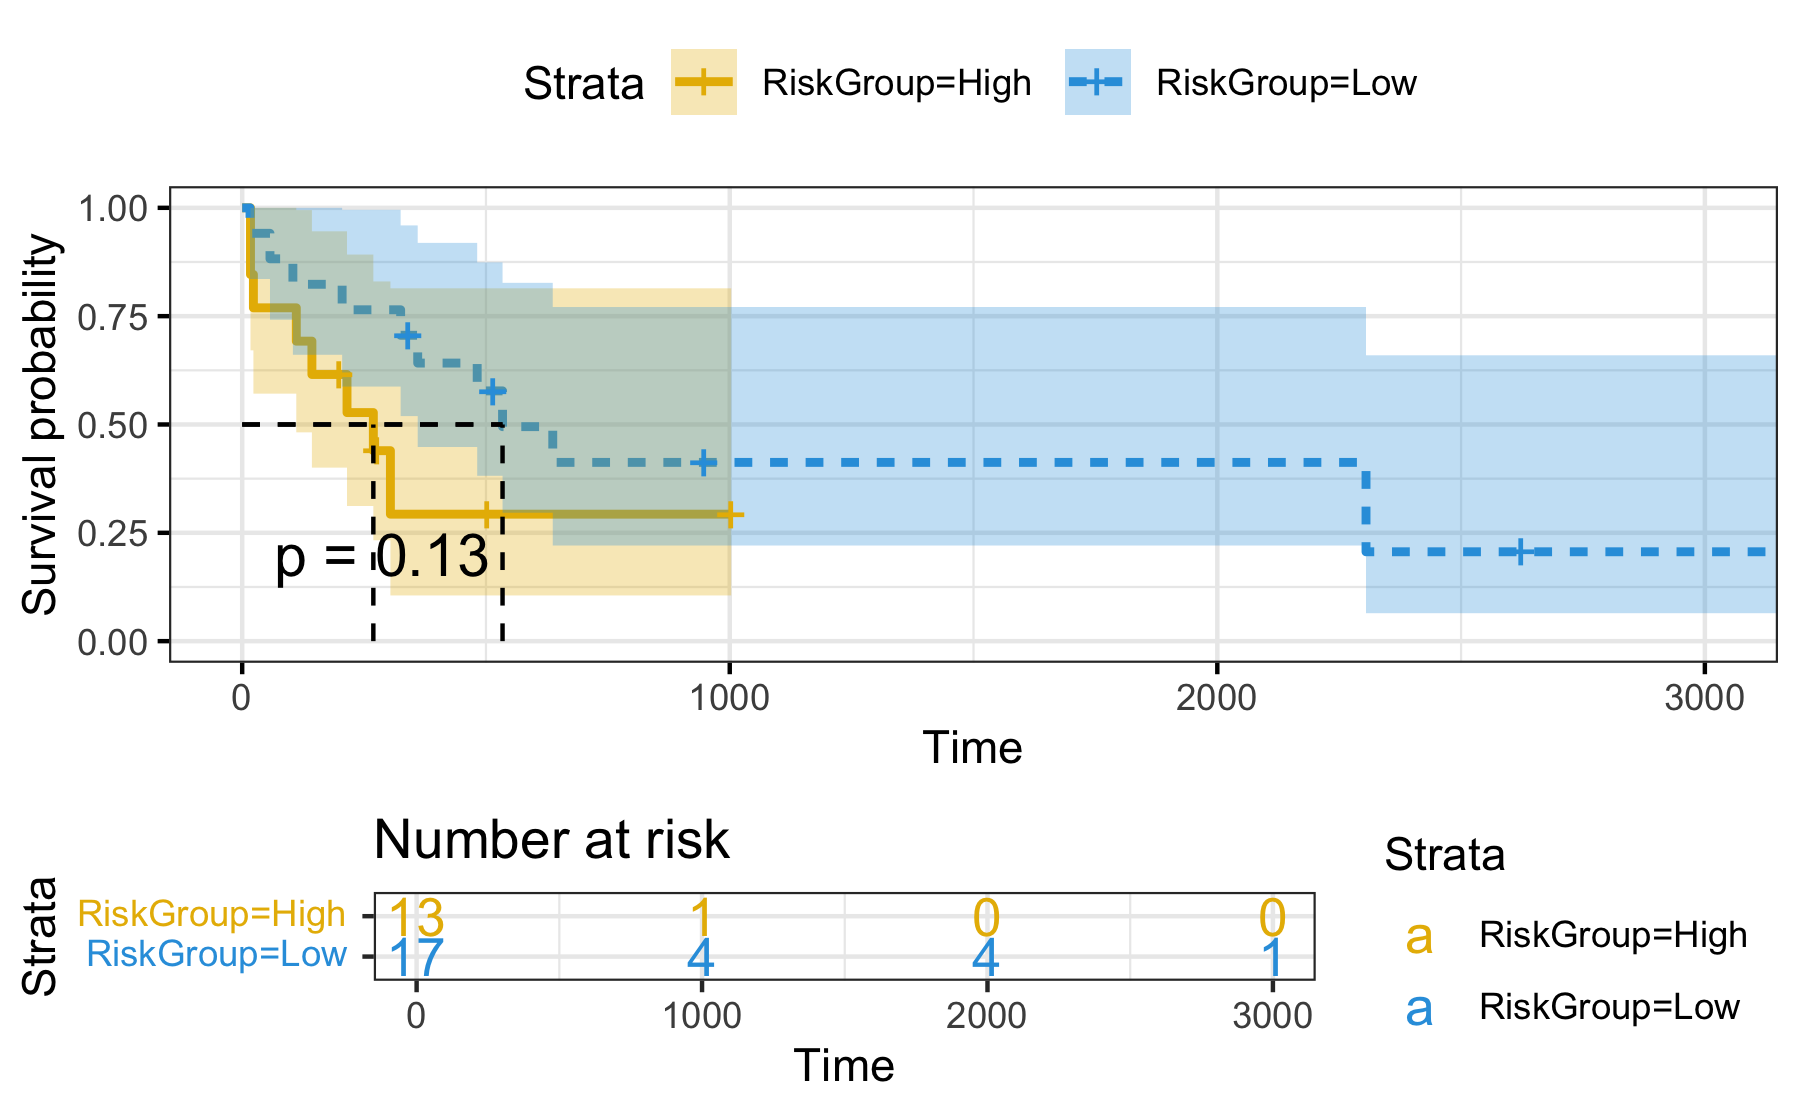 Strata RiskGroup=High RiskGroup=Low
Survival probability
1.00
0.75
0.50
0.25
0.00
p = 0.13
0 1000 2000 3000
Time
Number at risk
Strata
RiskGroup=High 13 1 0 0
RiskGroup=Low 17 4 4 1
0 1000 2000 3000
Time
Strata
a RiskGroup=High
a RiskGroup=Low